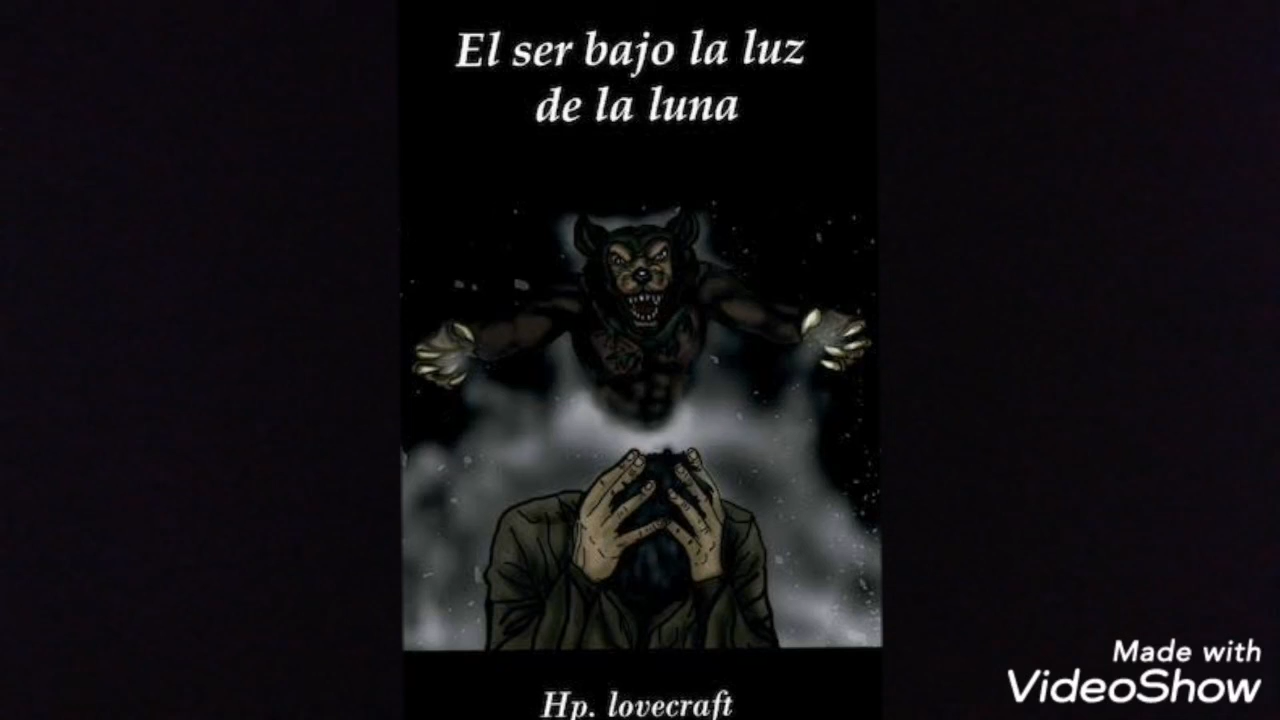 El ser bajo la luz
de la luna
Hp. lovecraft
Made with
VideoShow